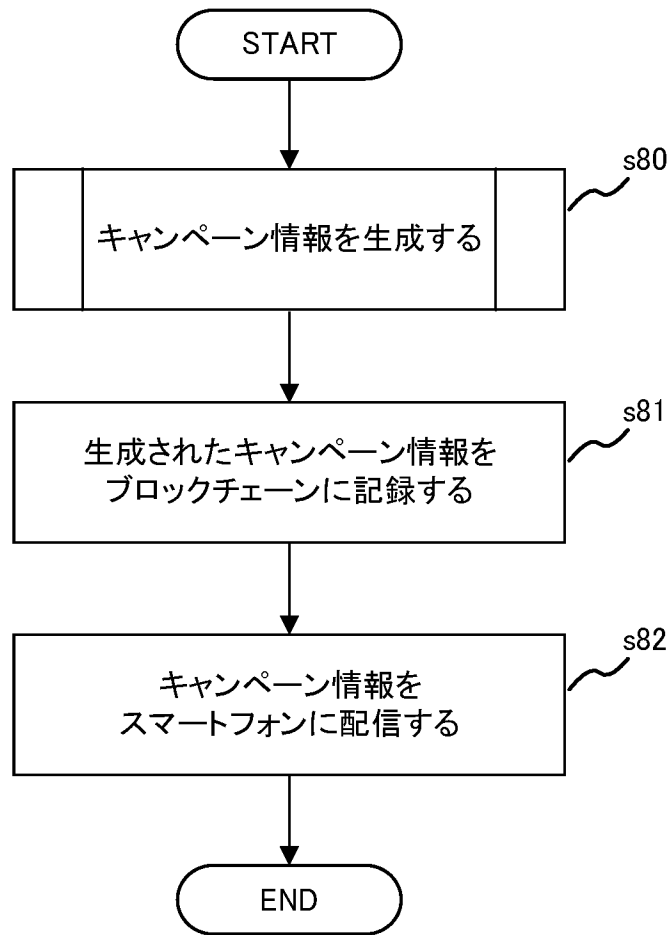 START
s80
キャンペーン情報を生成する
s81
生成されたキャンペーン情報を
ブロックチェーンに記録する
s82
キャンペーン情報を
スマートフォンに配信する
END